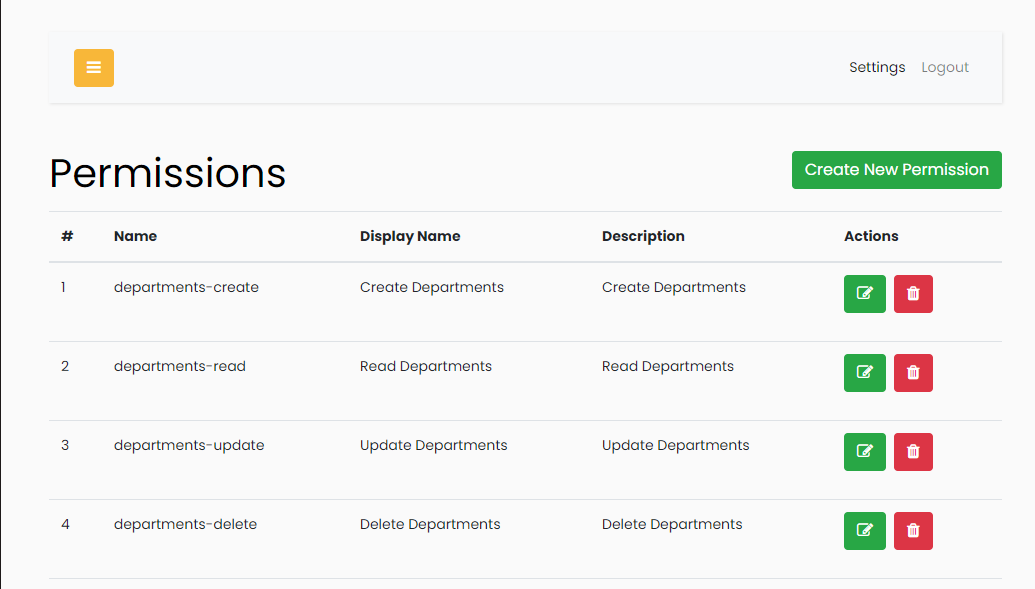 Settings Logout
Permissions
Create New Permission
# Name Display Name Description Actions
1 departments-create Create Departments Create Departments
2 departments-read Read Departments Read Departments
3 departments-update Update Departments Update Departments
4 departments-delete Delete Departments Delete Departments